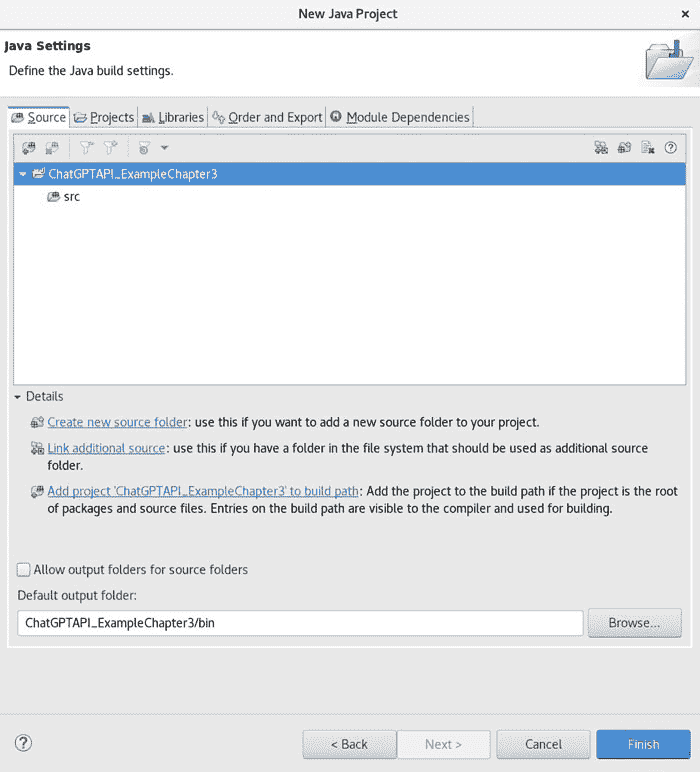 New Java Project
Java Settings
Define the Java build settings.
Source Projects Libraries Order and Export Module Dependencies
ChatGPTAPI_ExampleChapter3
src
Details
Create new source folder: use this if you want to add a new source folder to your project.
Link additional source: use this if you have a folder in the file system that should be used as additional source
folder.
Add project 'ChatGPTAPI_ExampleChapter3' to build path: Add the project to the build path if the project is the root
of packages and source files. Entries on the build path are visible to the compiler and used for building.
Allow output folders for source folders
Default output folder:
ChatGPTAPI_ExampleChapter3/bin
Browse...
< Back
Next >
Cancel
Finish